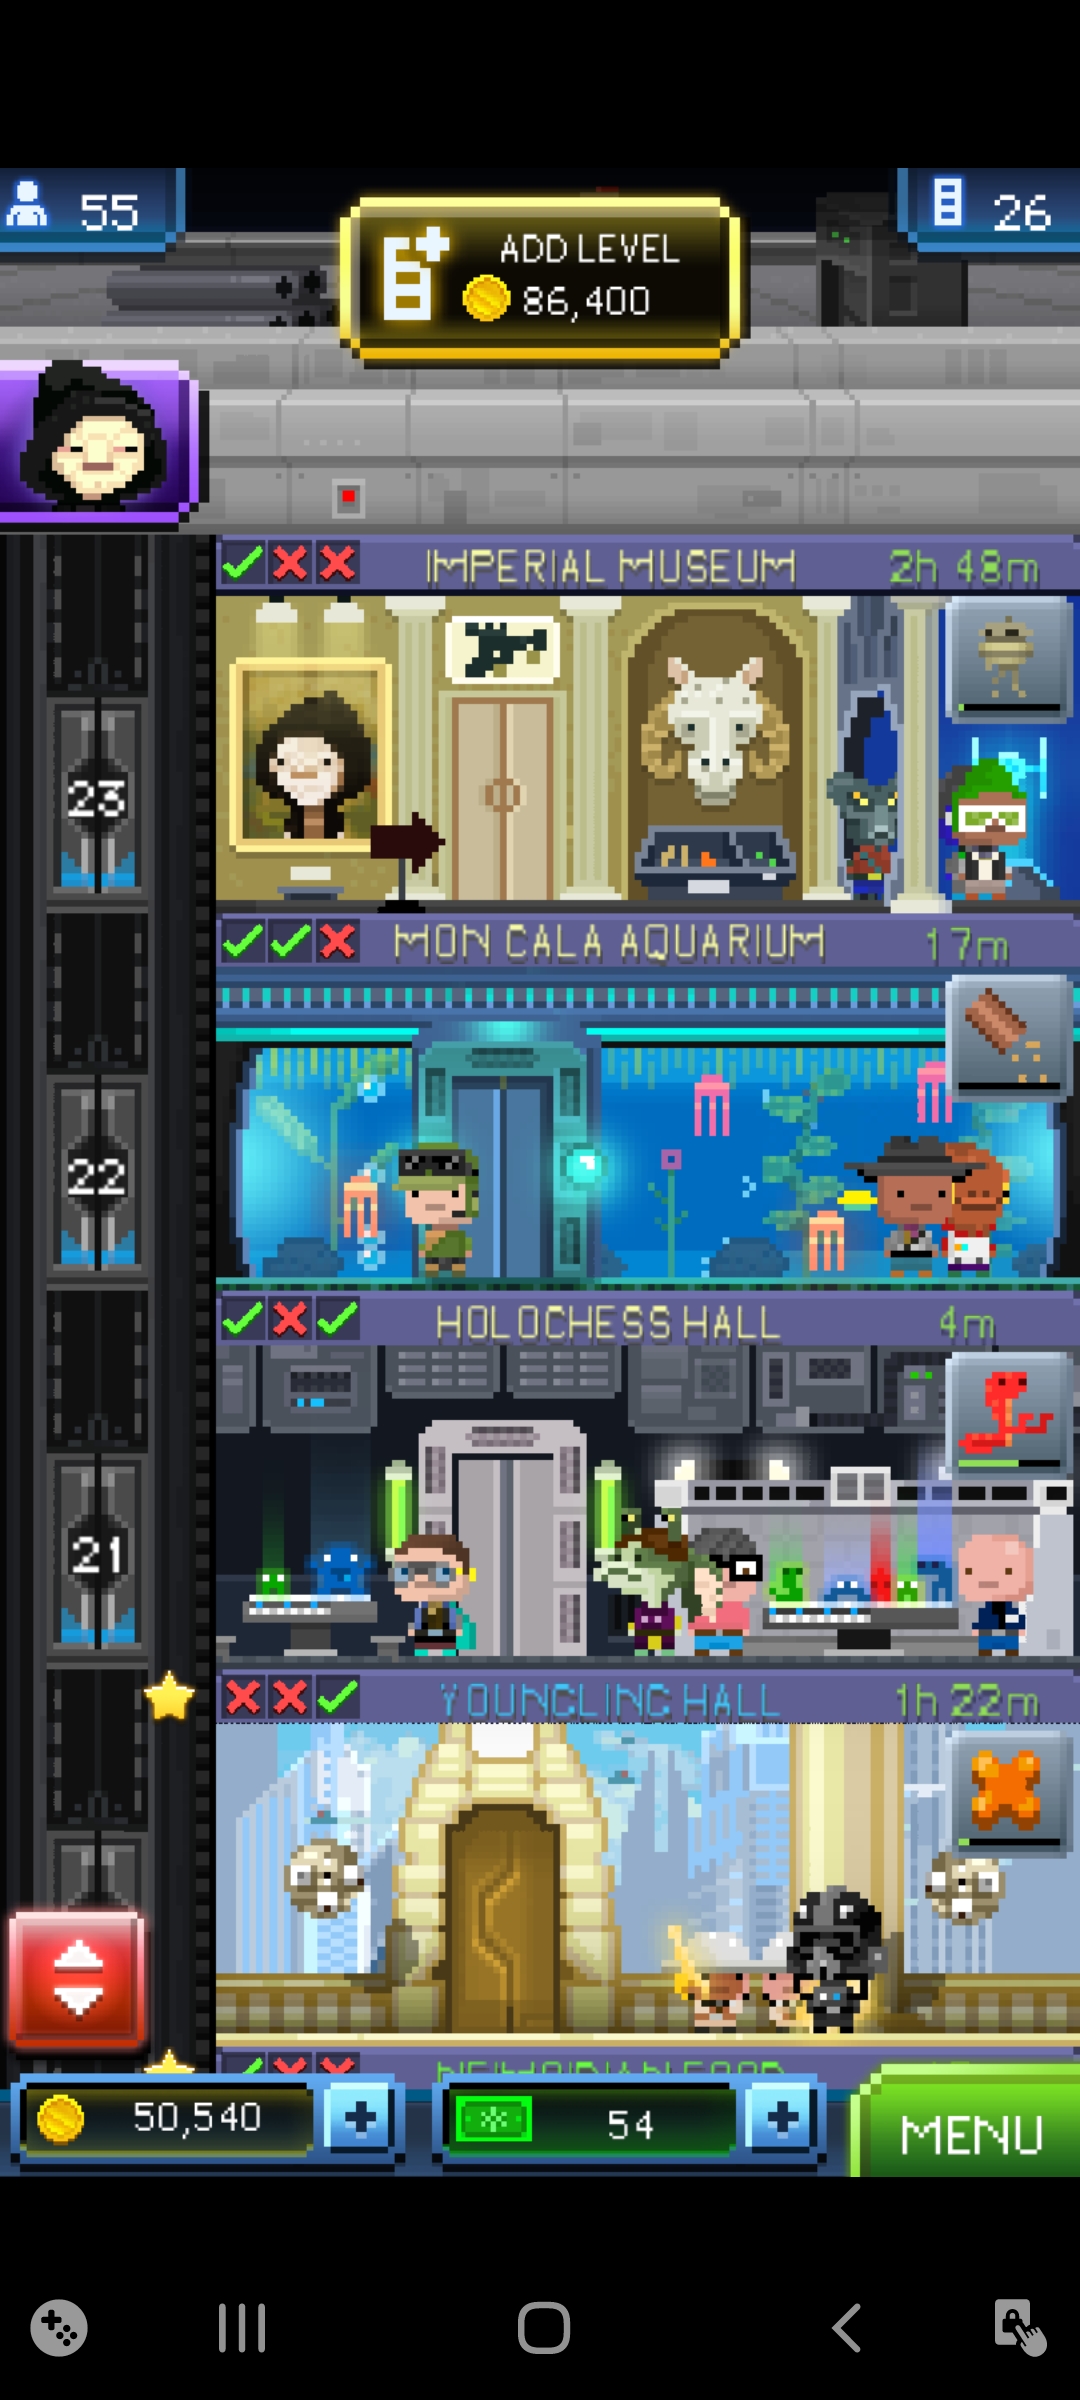 55
ADD LEVEL
86,400
26
IMPERIAL MUSEUM 2h 48m
23
MON CALA AQUARIUM 17m
22
HOLOCHESS HALL 4m
21
YOUNGLING HALL 1h 22m
50,540
54
MENU